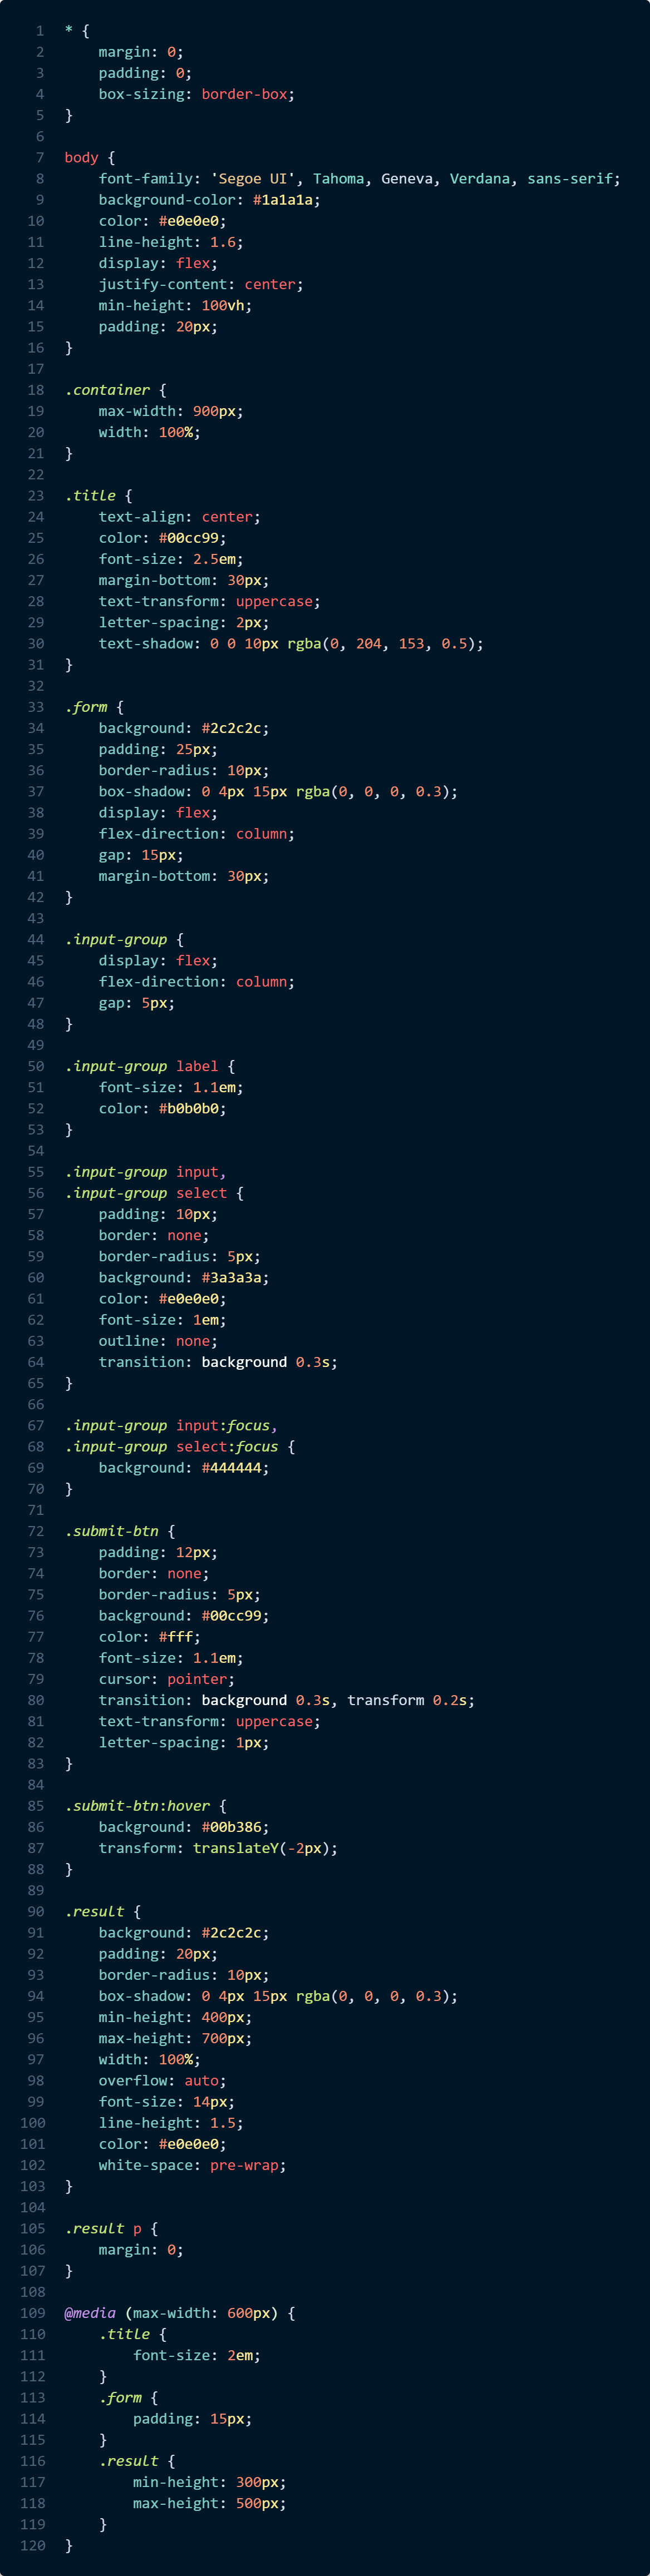 1 * {
2     margin: 0;
3     padding: 0;
4     box-sizing: border-box;
5 }
6
7 body {
8     font-family: 'Segoe UI', Tahoma, Geneva, Verdana, sans-serif;
9     background-color: #1a1a1a;
10     color: #e0e0e0;
11     line-height: 1.6;
12     display: flex;
13     justify-content: center;
14     min-height: 100vh;
15     padding: 20px;
16 }
17
18 .container {
19     max-width: 900px;
20     width: 100%;
21 }
22
23 .title {
24     text-align: center;
25     color: #00cc99;
26     font-size: 2.5em;
27     margin-bottom: 30px;
28     text-transform: uppercase;
29     letter-spacing: 2px;
30     text-shadow: 0 0 10px rgba(0, 204, 153, 0.5);
31 }
32
33 .form {
34     background: #2c2c2c;
35     padding: 25px;
36     border-radius: 10px;
37     box-shadow: 0 4px 15px rgba(0, 0, 0, 0.3);
38     display: flex;
39     flex-direction: column;
40     gap: 15px;
41     margin-bottom: 30px;
42 }
43
44 .input-group {
45     display: flex;
46     flex-direction: column;
47     gap: 5px;
48 }
49
50 .input-group label {
51     font-size: 1.1em;
52     color: #b0b0b0;
53 }
54
55 .input-group input,
56 .input-group select {
57     padding: 10px;
58     border: none;
59     border-radius: 5px;
60     background: #3a3a3a;
61     color: #e0e0e0;
62     font-size: 1em;
63     outline: none;
64     transition: background 0.3s;
65 }
66
67 .input-group input:focus,
68 .input-group select:focus {
69     background: #444444;
70 }
71
72 .submit-btn {
73     padding: 12px;
74     border: none;
75     border-radius: 5px;
76     background: #00cc99;
77     color: #fff;
78     font-size: 1.1em;
79     cursor: pointer;
80     transition: background 0.3s, transform 0.2s;
81     text-transform: uppercase;
82     letter-spacing: 1px;
83 }
84
85 .submit-btn:hover {
86     background: #00b386;
87     transform: translateY(-2px);
88 }
89
90 .result {
91     background: #2c2c2c;
92     padding: 20px;
93     border-radius: 10px;
94     box-shadow: 0 4px 15px rgba(0, 0, 0, 0.3);
95     min-height: 400px;
96     max-height: 700px;
97     width: 100%;
98     overflow: auto;
99     font-size: 14px;
100     line-height: 1.5;
101     color: #e0e0e0;
102     white-space: pre-wrap;
103 }
104
105 .result p {
106     margin: 0;
107 }
108
109 @media (max-width: 600px) {
110     .title {
111         font-size: 2em;
112     }
113     .form {
114         padding: 15px;
115     }
116     .result {
117         min-height: 300px;
118         max-height: 500px;
119     }
120 }